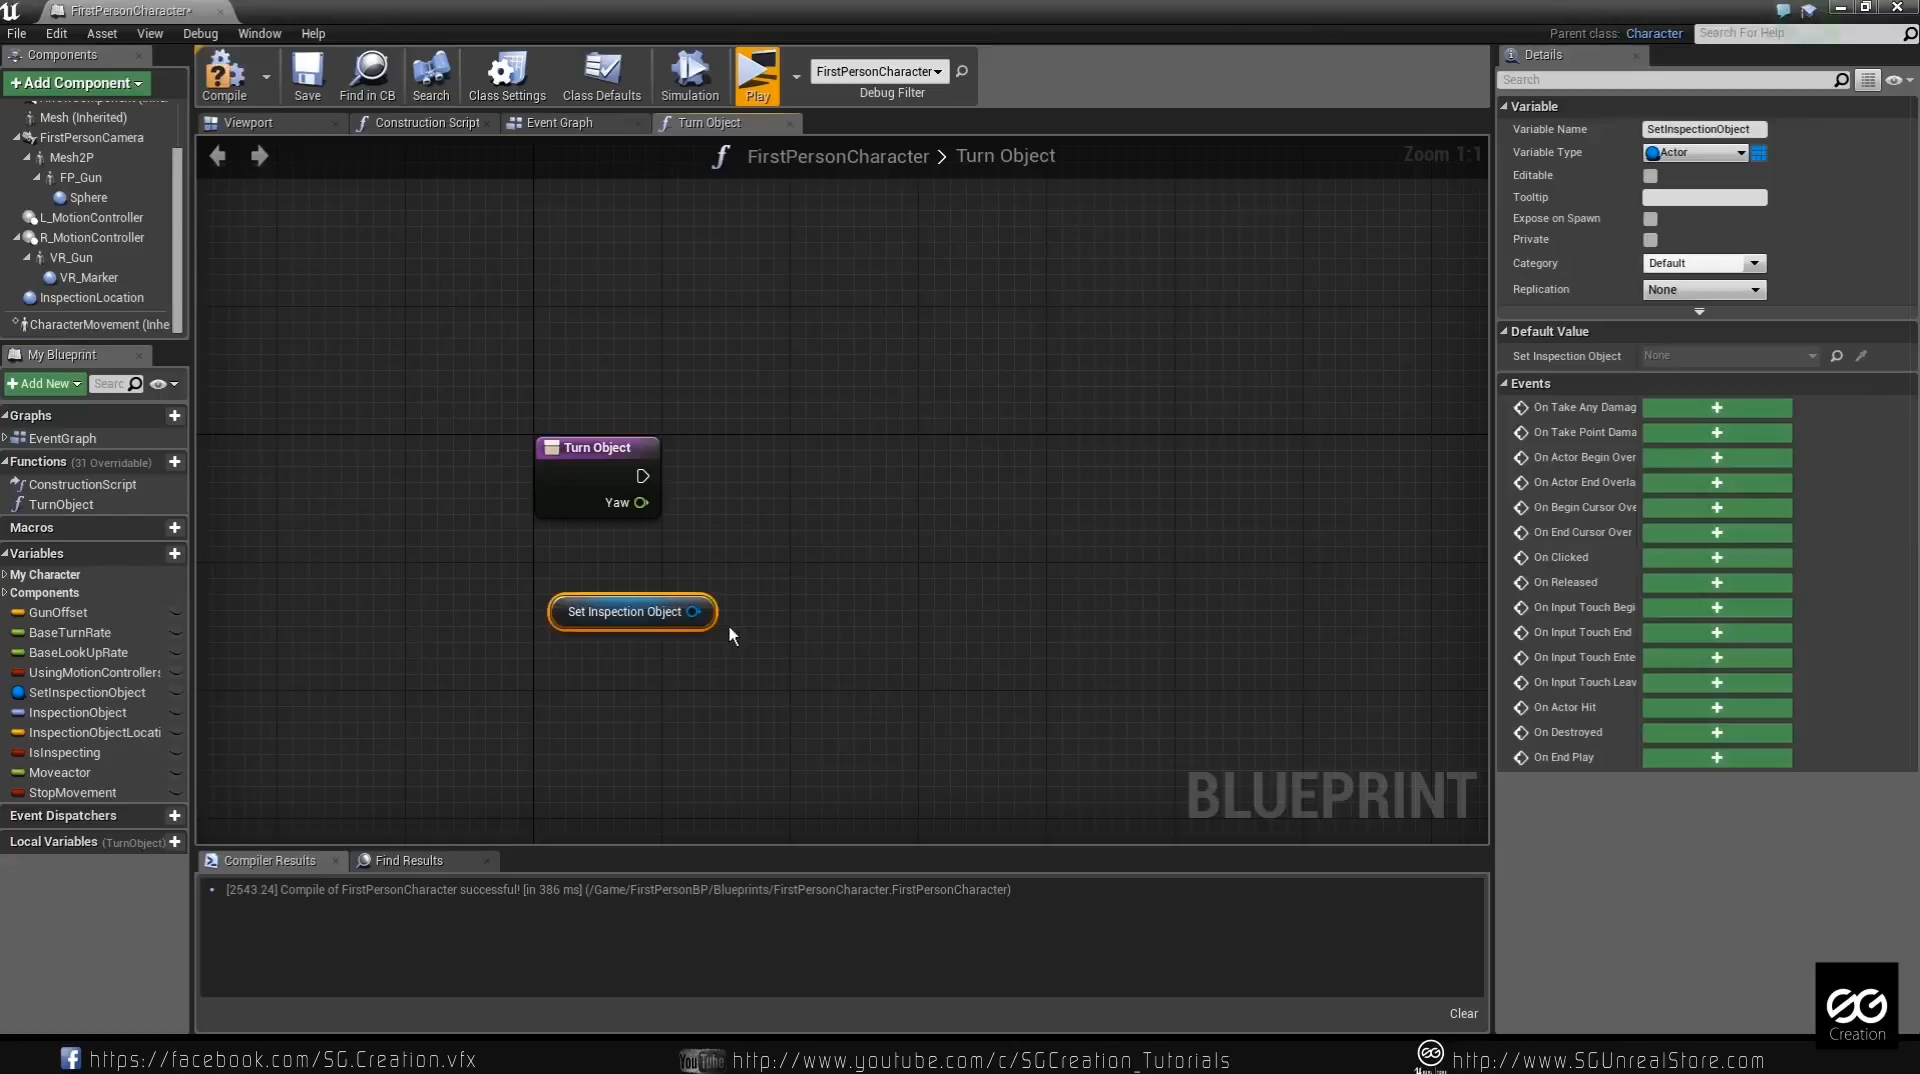 FirstPersonCharacter*
File Edit Asset View Debug Window Help
Parent class: Character
Search For Help
Components
+Add Component
Mesh (Inherited)
FirstPersonCamera
Mesh2P
FP_Gun
Sphere
L_MotionController
R_MotionController
VR_Gun
VR_Marker
InspectionLocation
CharacterMovement (Inhe
Compile Save Find in CB Search Class Settings Class Defaults Simulation Play
FirstPersonCharacter
Debug Filter
Viewport Construction Script Event Graph Turn Object
FirstPersonCharacter > Turn Object
Zoom 1:1
Turn Object
Yaw
Set Inspection Object
BLUEPRINT
My Blueprint
+Add New Searc
Graphs
EventGraph
Functions (31 Overridable)
ConstructionScript
TurnObject
Macros
Variables
My Character
Components
GunOffset
BaseTurnRate
BaseLookUpRate
UsingMotionControllers
SetInspectionObject
InspectionObject
InspectionObjectLocati
IsInspecting
Moveactor
StopMovement
Event Dispatchers
Local Variables (TurnObject)
Compiler Results Find Results
[2543.24] Compile of FirstPersonCharacter successful! [in 386 ms] (/Game/FirstPersonBP/Blueprints/FirstPersonCharacter.FirstPersonCharacter)
Clear
Details
Search
Variable
Variable Name SetInspectionObject
Variable Type Actor
Editable
Tooltip
Expose on Spawn
Private
Category Default
Replication None
Default Value
Set Inspection Object None
Events
On Take Any Damag
On Take Point Dama
On Actor Begin Over
On Actor End Overla
On Begin Cursor Ove
On End Cursor Over
On Clicked
On Released
On Input Touch Begi
On Input Touch End
On Input Touch Ente
On Input Touch Leav
On Actor Hit
On Destroyed
On End Play
SG
Creation
https://facebook.com/SG.Creation.vfx
YouTube http://www.youtube.com/c/SGCreation_Tutorials
http://www.SGUnrealStore.com